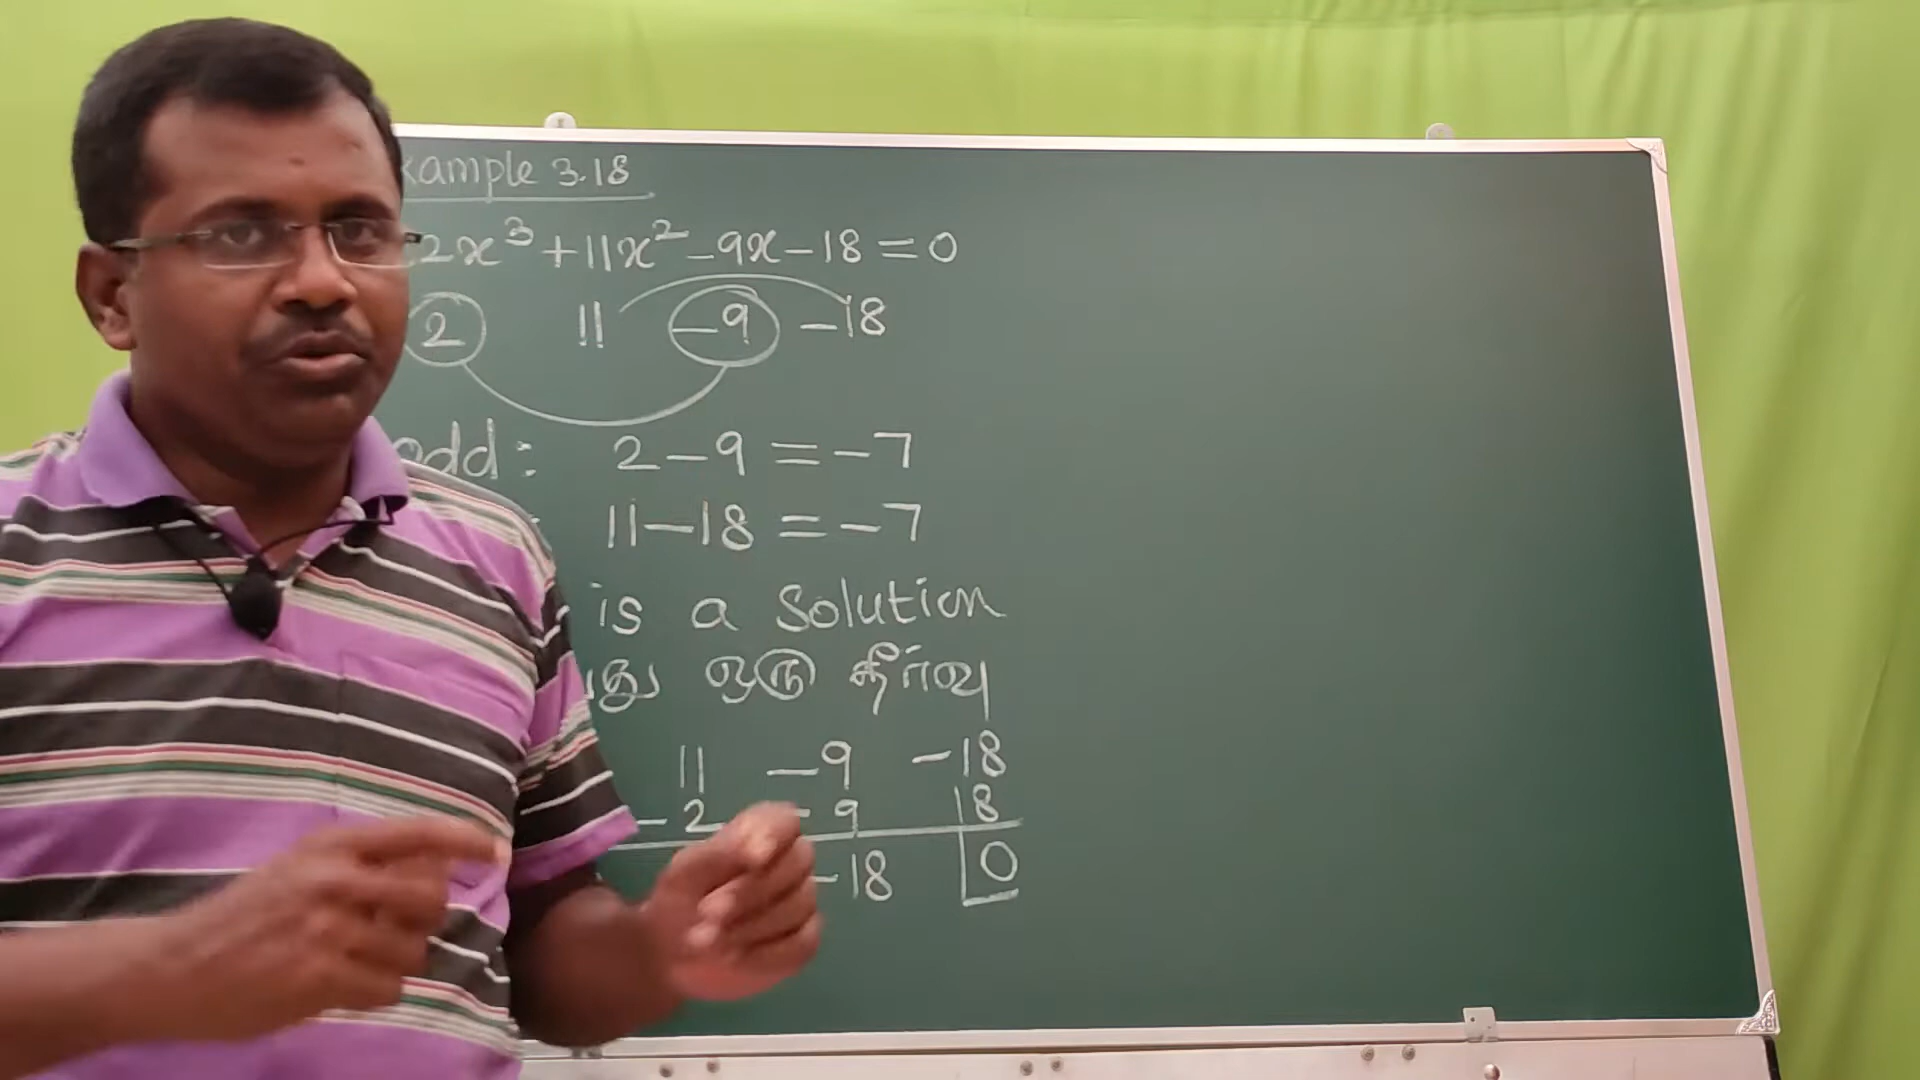 xample 3.18
2x³ + 11x² - 9x - 18 = 0
2 11 -9 -18
odd : 2 - 9 = -7
: 11 - 18 = -7
is a solution
து ஒரு தீர்வு
11 -9 -18
-2 -9 18
-18 0